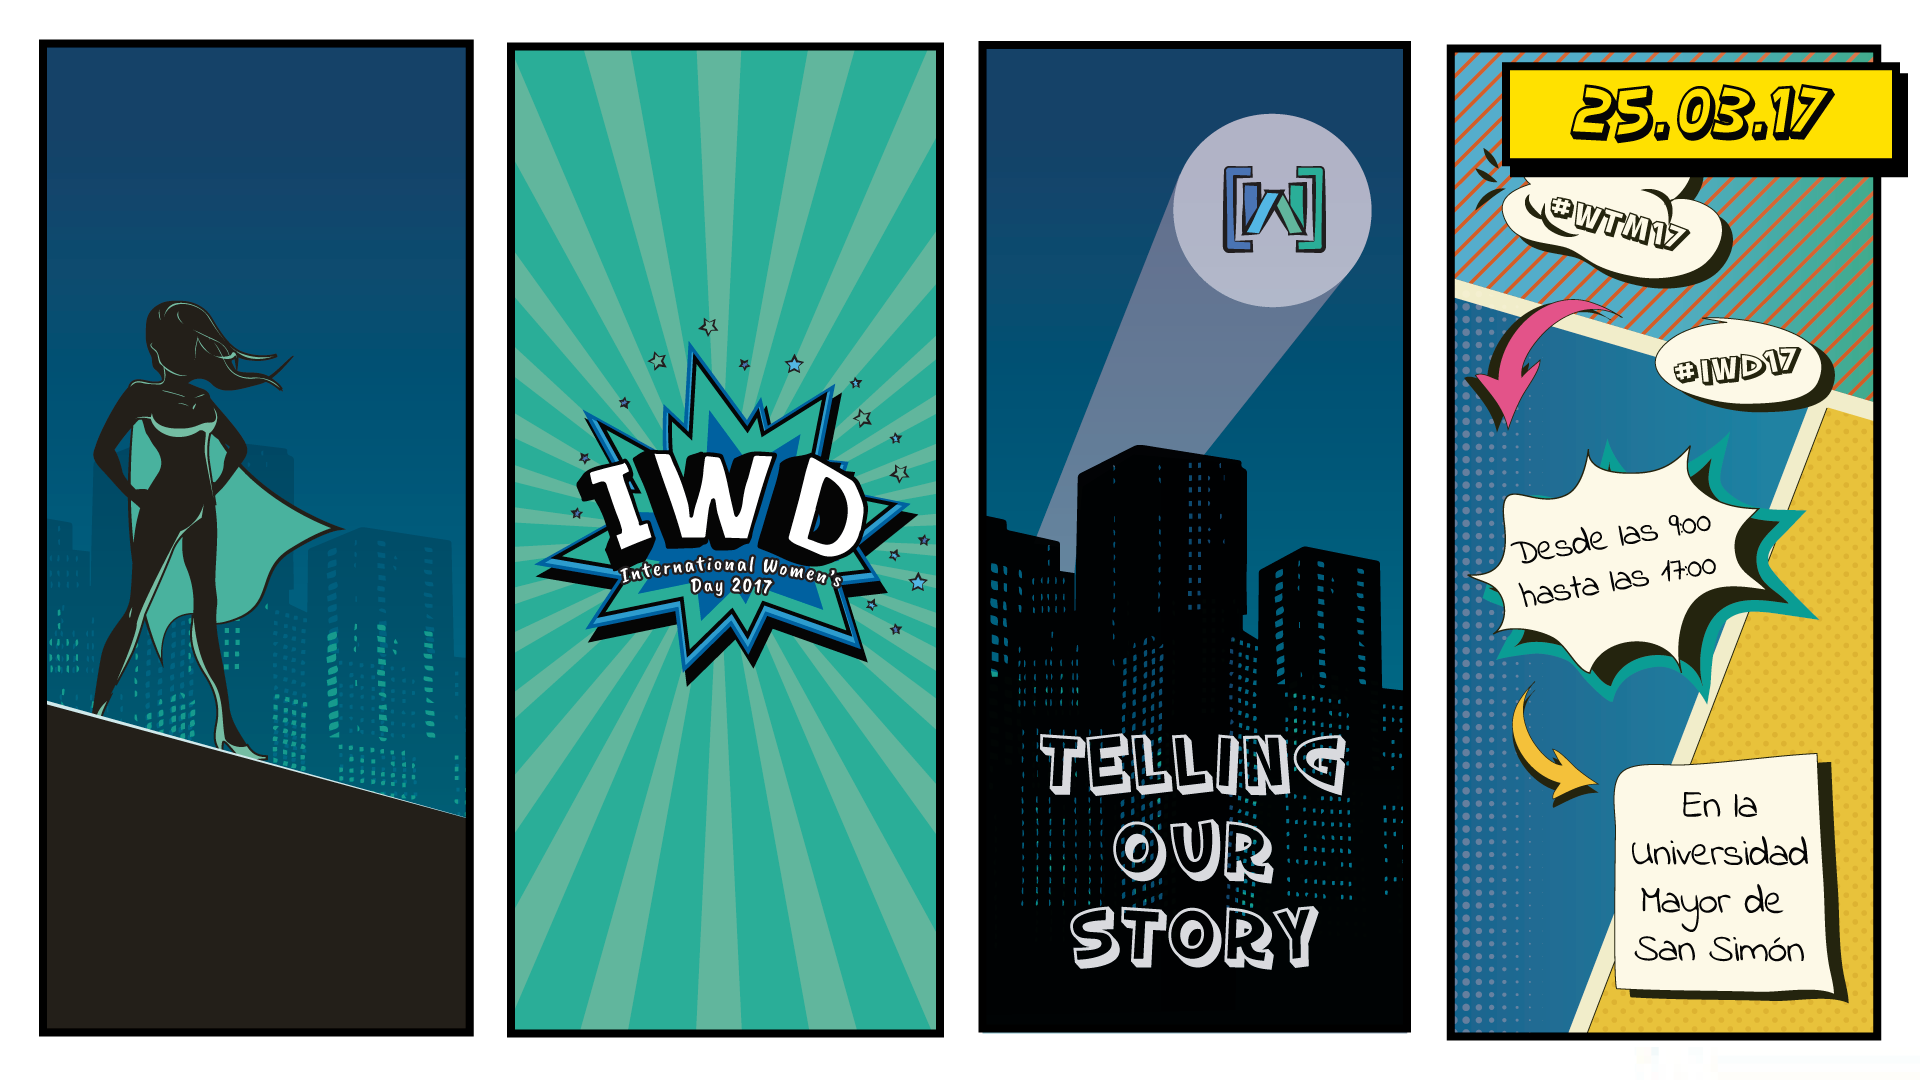 IWD
International Women's
Day 2017
TELLING
OUR
STORY
25.03.17
#WTM17
#IWD17
Desde las 9:00
hasta las 17:00
En la
Universidad
Mayor de
San Simón